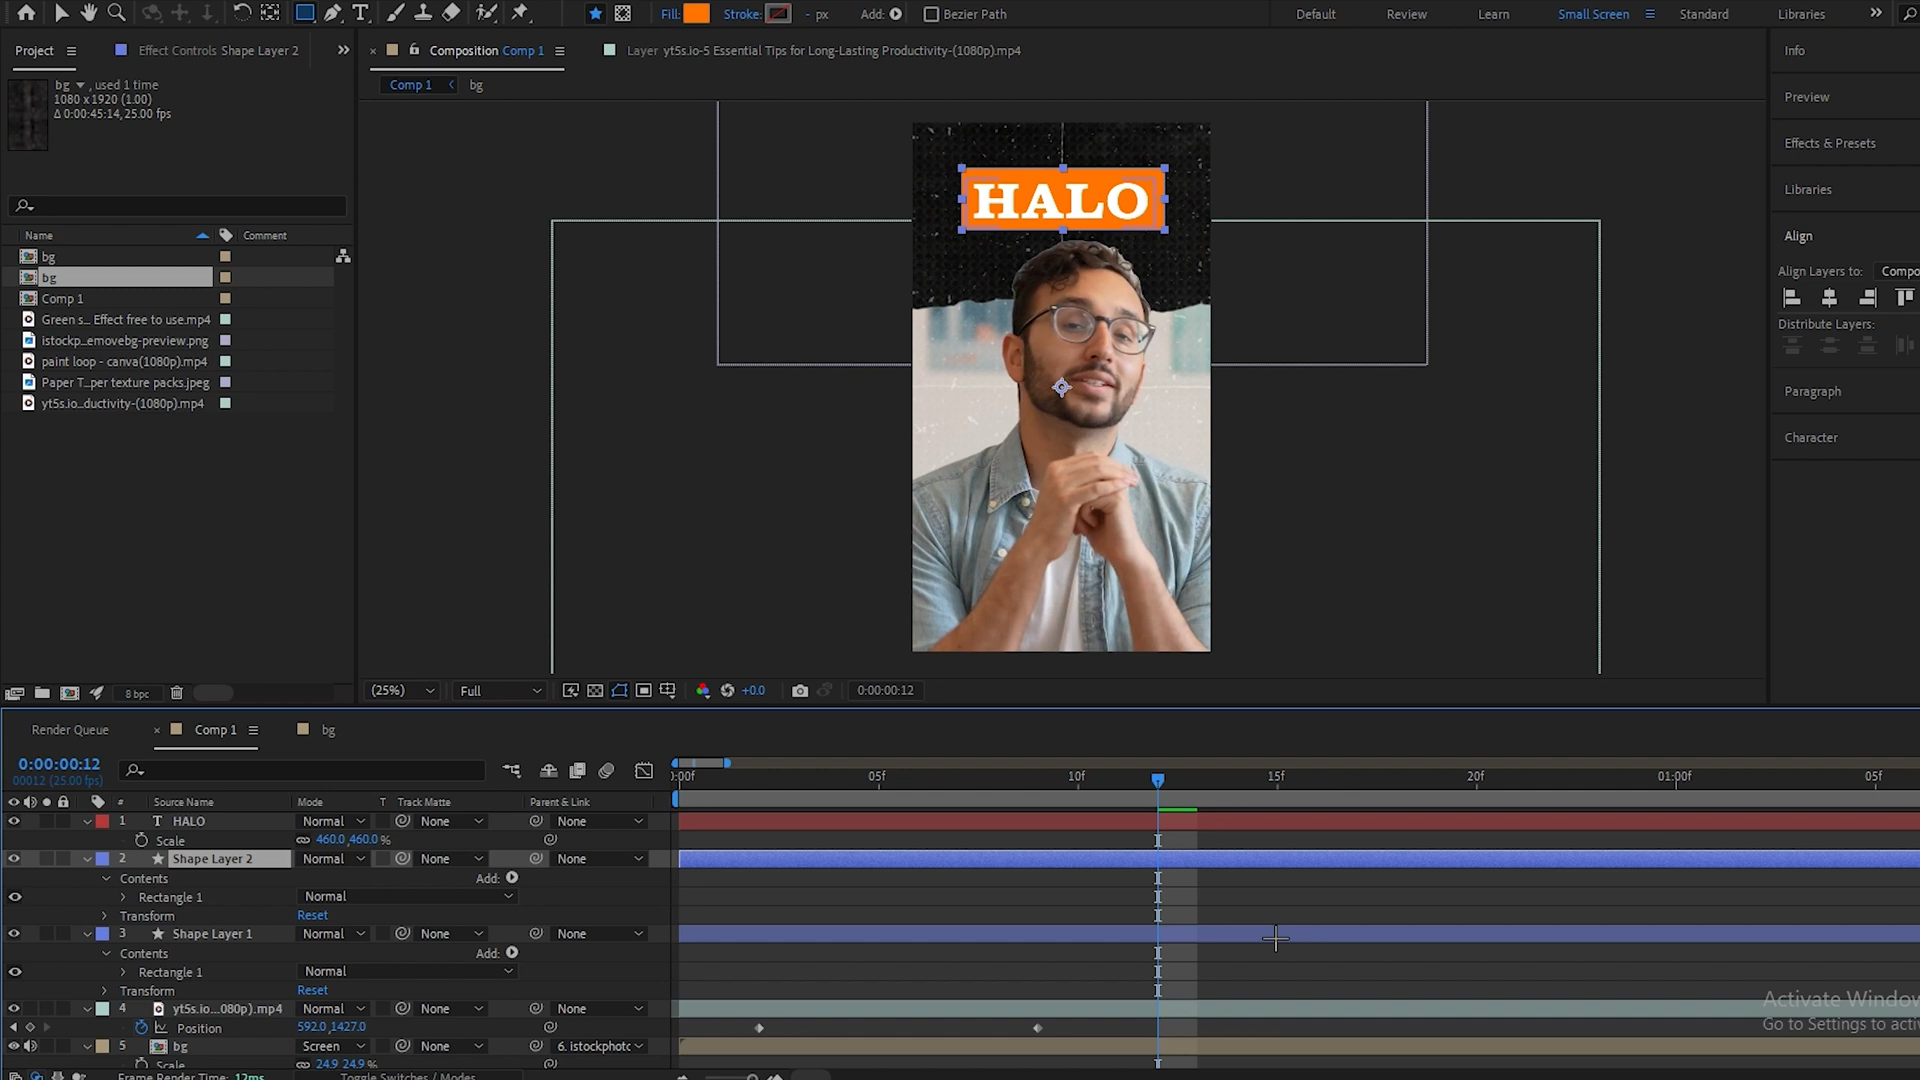 Fill: Stroke: - px Add: Bezier Path Default Review Learn Small Screen Standard Libraries
Project Effect Controls Shape Layer 2 Composition Comp 1 Layer yt5s.io-5 Essential Tips for Long-Lasting Productivity-(1080p).mp4 Info
bg , used 1 time
1080 x 1920 (1.00)
Δ 0:00:45:14, 25.00 fps
Comp 1 bg
Preview
Effects & Presets
Libraries
Align
Align Layers to: Compo
Distribute Layers:
Paragraph
Character
HALO
Name Comment
bg
bg
Comp 1
Green s... Effect free to use.mp4
istockp...emovebg-preview.png
paint loop - canva(1080p).mp4
Paper T...per texture packs.jpeg
yt5s.io...ductivity-(1080p).mp4
8 bpc (25%) Full +0.0 0:00:00:12
Render Queue Comp 1 bg
0:00:00:12
00012 (25.00 fps)
0:00f 05f 10f 15f 20f 01:00f 05f
# Source Name Mode T Track Matte Parent & Link
1 T HALO Normal None None
Scale 460.0,460.0 %
2 Shape Layer 2 Normal None None
Contents Add:
Rectangle 1 Normal
Transform Reset
3 Shape Layer 1 Normal None None
Contents Add:
Rectangle 1 Normal
Transform Reset
4 yt5s.io...080p).mp4 Normal None None
Position 592.0,1427.0
5 bg Screen None 6. istockphoto
Scale 24.9,24.9 %
Frame Render Time: 12ms Toggle Switches / Modes
Activate Window
Go to Settings to acti